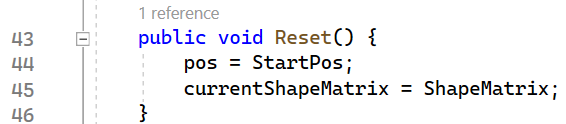 1 reference
43 public void Reset() {
44 pos = StartPos;
45 currentShapeMatrix = ShapeMatrix;
46 }